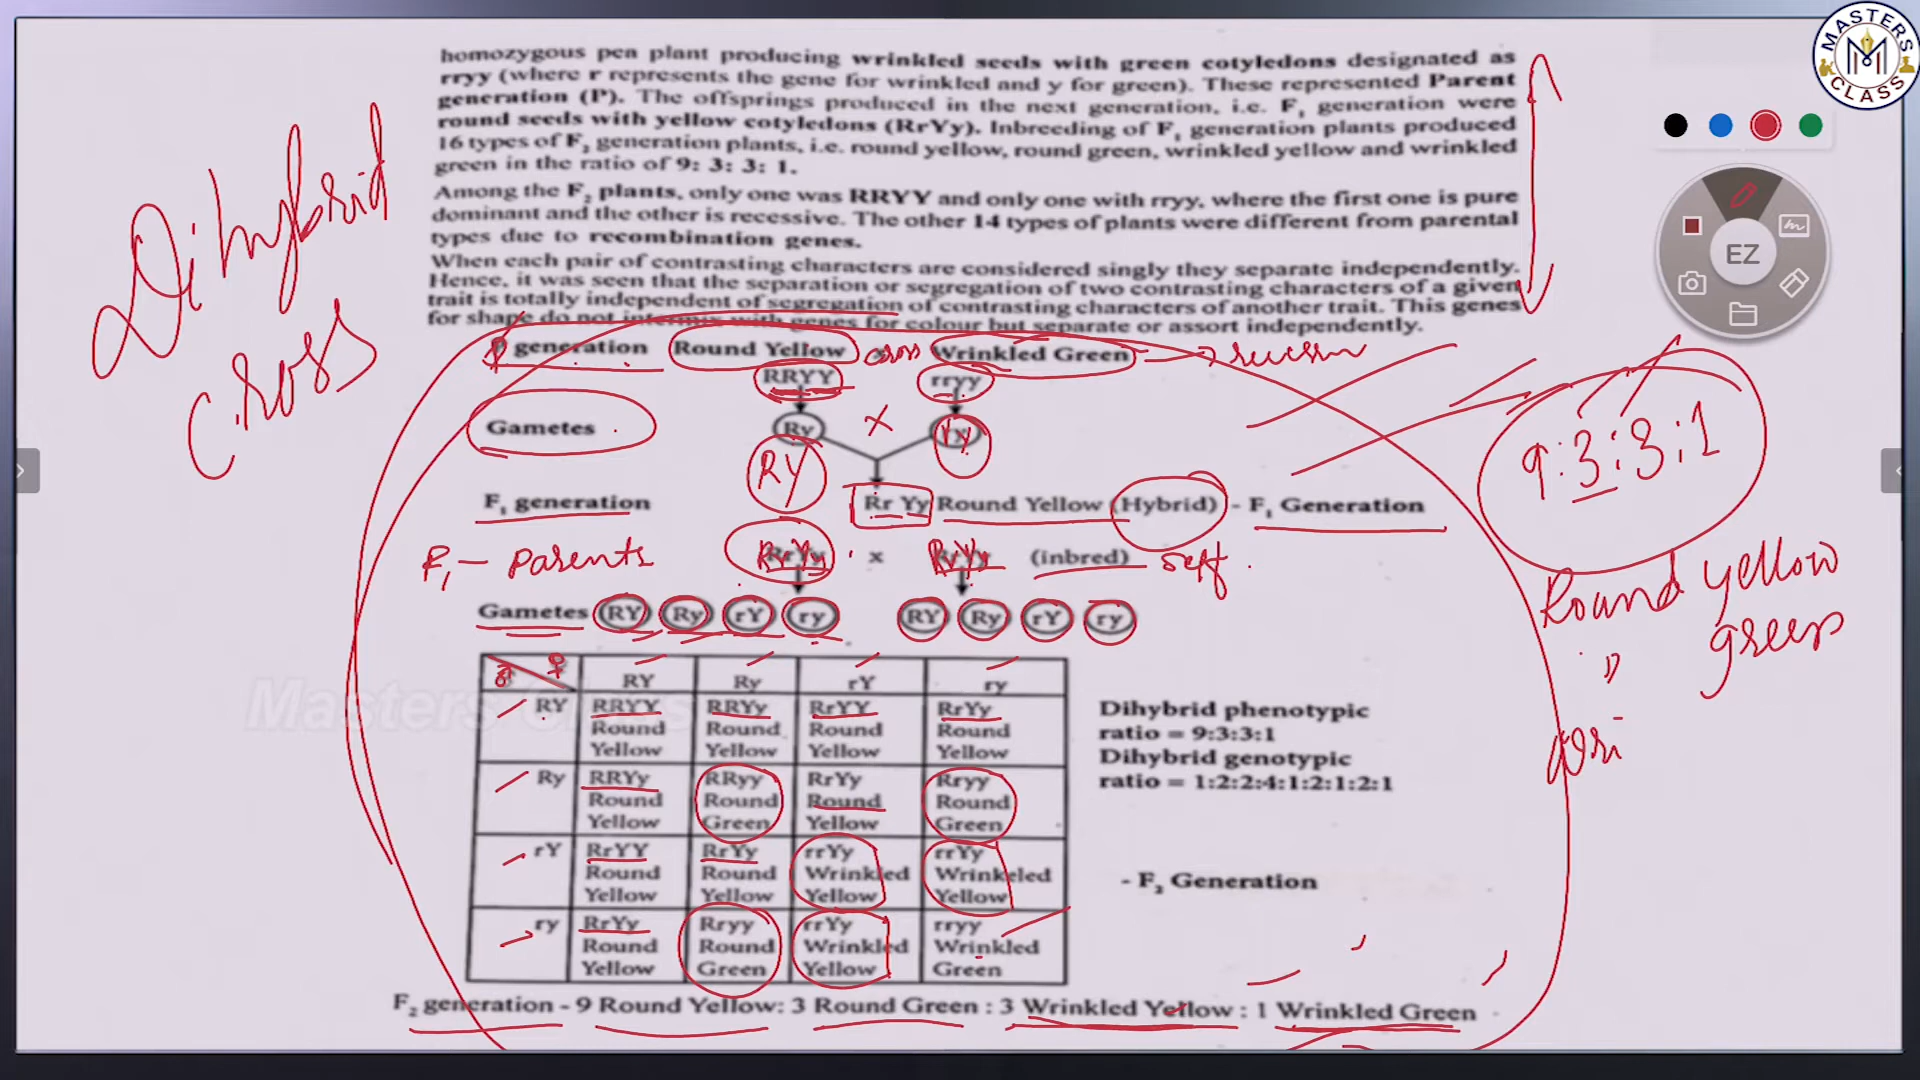 MASTERS CLASS
homozygous pea plant producing wrinkled seeds with green cotyledons designated as
rryy (where r represents the gene for wrinkled and y for green). These represented Parent
generation (P). The offsprings produced in the next generation, i.e. F₁ generation were
round seeds with yellow cotyledons (RrYy). Inbreeding of F₁ generation plants produced
16 types of F₂ generation plants, i.e. round yellow, round green, wrinkled yellow and wrinkled
green in the ratio of 9: 3: 3: 1.
Among the F₂ plants, only one was RRYY and only one with rryy, where the first one is pure
dominant and the other is recessive. The other 14 types of plants were different from parental
types due to recombination genes.
When each pair of contrasting characters are considered singly they separate independently.
Hence, it was seen that the separation or segregation of two contrasting characters of a given
trait is totally independent of segregation of contrasting characters of another trait. This genes
for shape do not intermix with genes for colour but separate or assort independently.
Dihybrid
cross
EZ
P generation Round Yellow cross Wrinkled Green
RRYY rryy
Gametes Ry x ry
RY
9:3:3:1
F₁ generation Rr Yy Round Yellow (Hybrid) - F₁ Generation
F₁ - Parents RrYy x RrYy (inbred) self
Gametes RY Ry rY ry RY Ry rY ry
Round yellow
" green
wri
♂ ♀ RY Ry rY ry
RY RRYY RRYy RrYY RrYy
Round Round Round Round
Yellow Yellow Yellow Yellow
Ry RRYy RRyy RrYy Rryy
Round Round Round Round
Yellow Green Yellow Green
rY RrYY RrYy rrYy rrYy
Round Round Wrinkled Wrinkeled
Yellow Yellow Yellow Yellow
ry RrYy Rryy rrYy rryy
Round Round Wrinkled Wrinkled
Yellow Green Yellow Green
Dihybrid phenotypic
ratio = 9:3:3:1
Dihybrid genotypic
ratio = 1:2:2:4:1:2:1:2:1
- F₂ Generation
Masters Class
F₂ generation - 9 Round Yellow: 3 Round Green : 3 Wrinkled Yellow : 1 Wrinkled Green